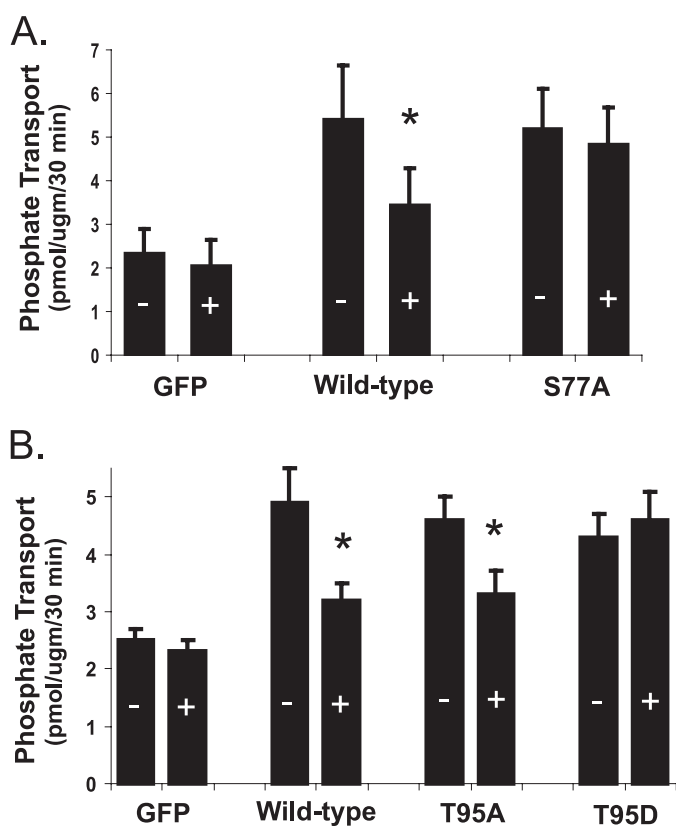 A.
Phosphate Transport
(pmol/ugm/30 min)
7
6
5
4
3
2
1
0
*
- + - + - +
GFP Wild-type S77A
B.
Phosphate Transport
(pmol/ugm/30 min)
5
4
3
2
1
0
* *
- + - + - + - +
GFP Wild-type T95A T95D